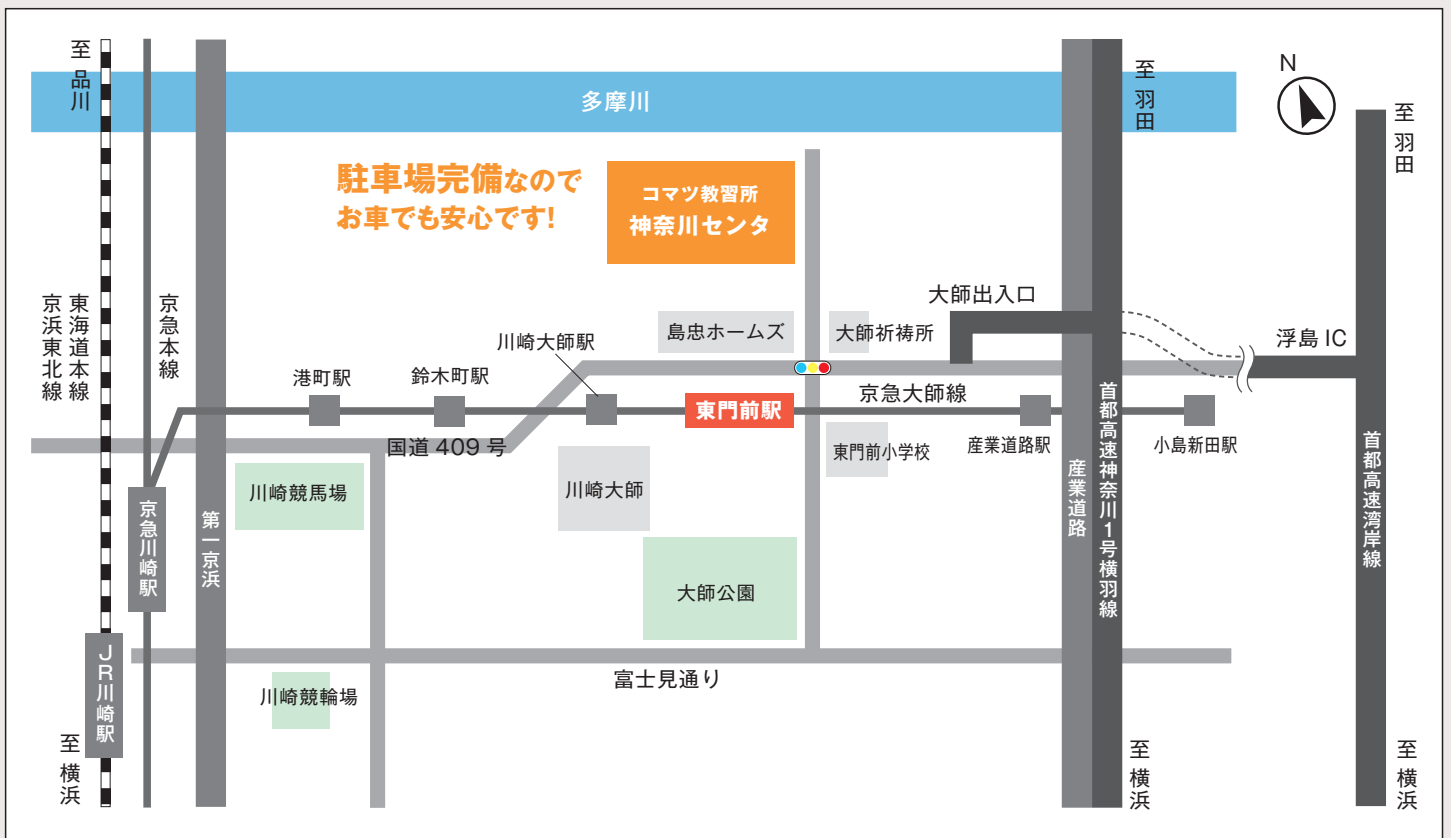 至 品川
多摩川
至 羽田
N
至 羽田
駐車場完備なので
お車でも安心です!
コマツ教習所
神奈川センタ
東海道本線
京浜東北線
京急本線
大師出入口
島忠ホームズ
大師祈祷所
浮島 IC
川崎大師駅
港町駅
鈴木町駅
東門前駅
京急大師線
国道 409 号
東門前小学校
産業道路駅
小島新田駅
川崎競馬場
川崎大師
京急川崎駅
第一京浜
産業道路
首都高速神奈川1号横羽線
首都高速湾岸線
大師公園
JR川崎駅
富士見通り
川崎競輪場
至 横浜
至 横浜
至 横浜